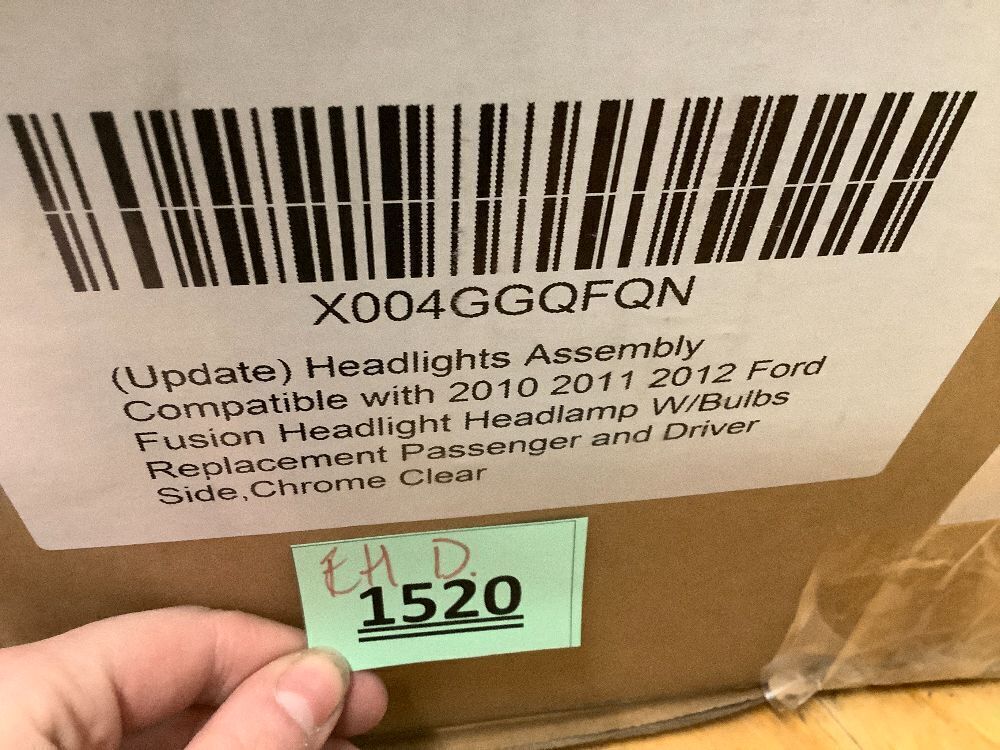 X004GGQFQN
(Update) Headlights Assembly
Compatible with 2010 2011 2012 Ford
Fusion Headlight Headlamp W/Bulbs
Replacement Passenger and Driver
Side,Chrome Clear
EH D.
1520